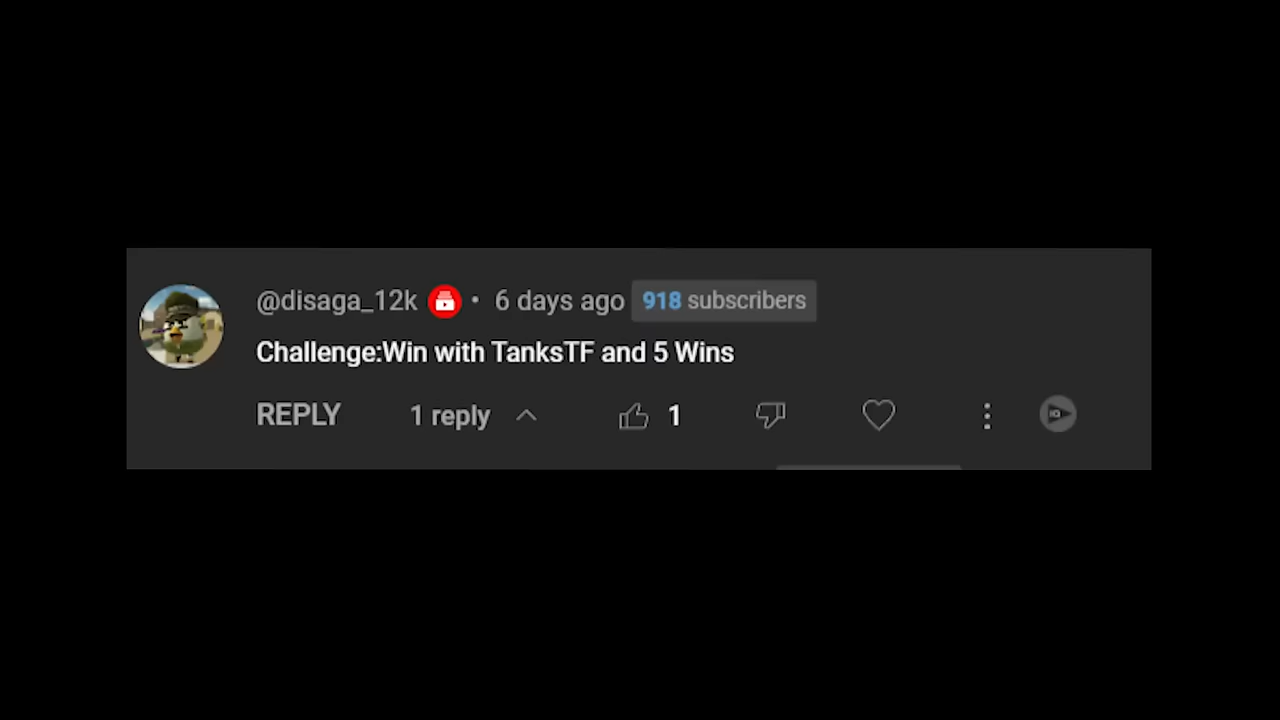 @disaga_12k • 6 days ago 918 subscribers
Challenge:Win with TanksTF and 5 Wins
REPLY 1 reply 1